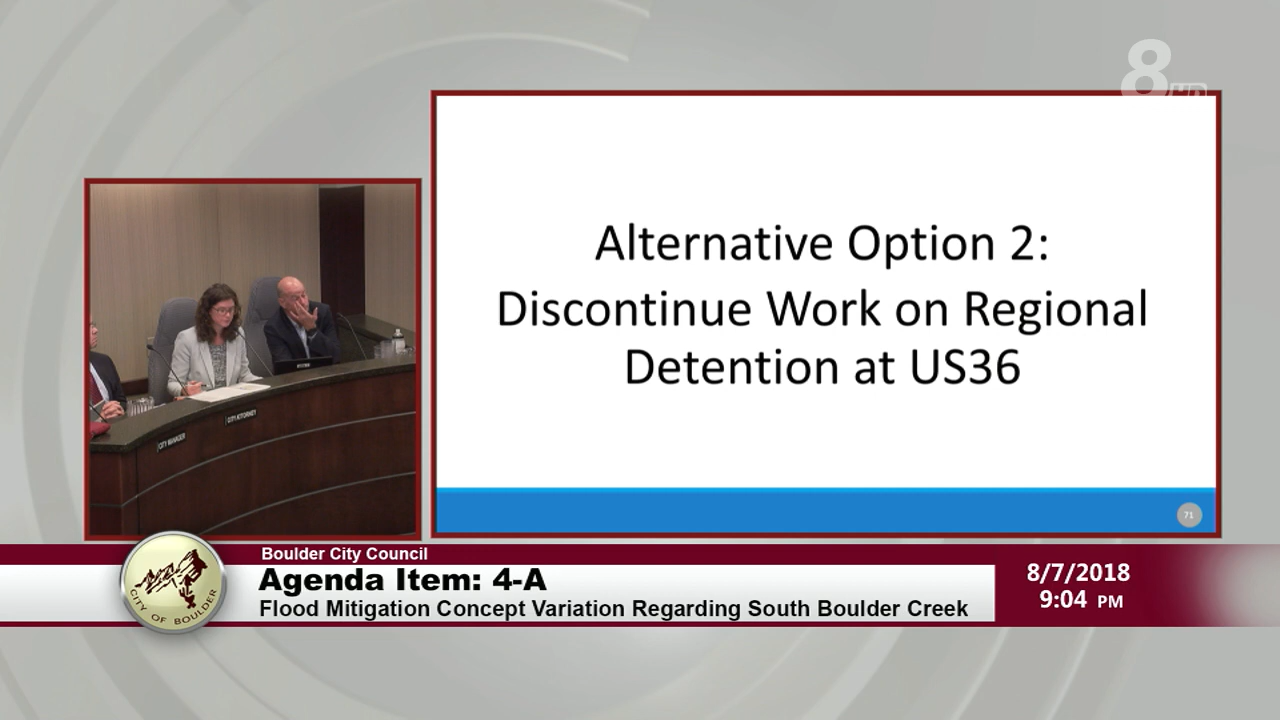 8HD
Alternative Option 2:
Discontinue Work on Regional
Detention at US36
71
CITY MANAGER
CITY ATTORNEY
CITY OF BOULDER
Boulder City Council
Agenda Item: 4-A
Flood Mitigation Concept Variation Regarding South Boulder Creek
8/7/2018
9:04 PM